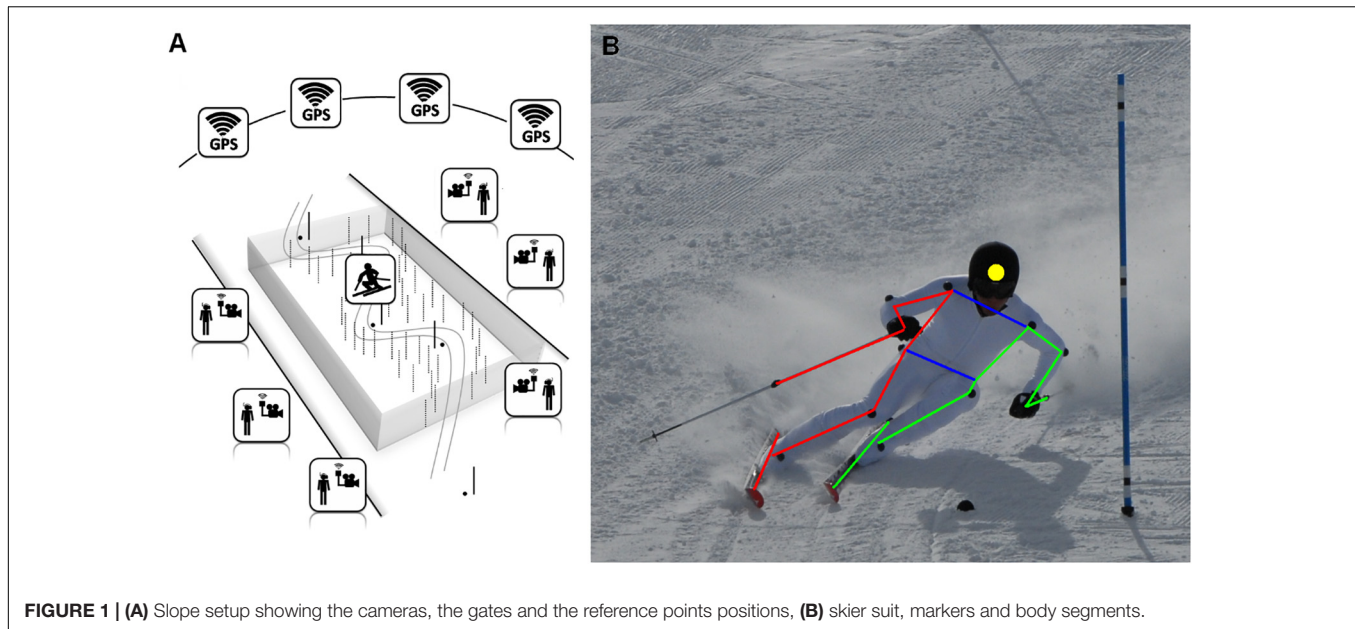 A
GPS
GPS
GPS
GPS
B
FIGURE 1 | (A) Slope setup showing the cameras, the gates and the reference points positions, (B) skier suit, markers and body segments.